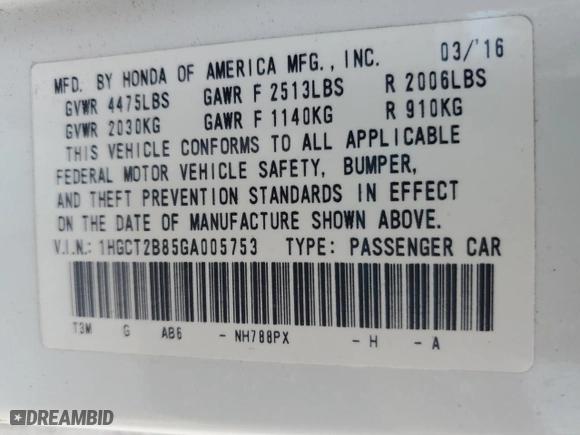 MFD. BY HONDA OF AMERICA MFG., INC. 03/'16
GVWR 4475LBS GAWR F 2513LBS R 2006LBS
GVWR 2030KG GAWR F 1140KG R 910KG
THIS VEHICLE CONFORMS TO ALL APPLICABLE
FEDERAL MOTOR VEHICLE SAFETY, BUMPER,
AND THEFT PREVENTION STANDARDS IN EFFECT
ON THE DATE OF MANUFACTURE SHOWN ABOVE.
V.I.N.: 1HGCT2B85GA005753 TYPE: PASSENGER CAR
T3M G AB6 - NH788PX - H - A
DREAMBID